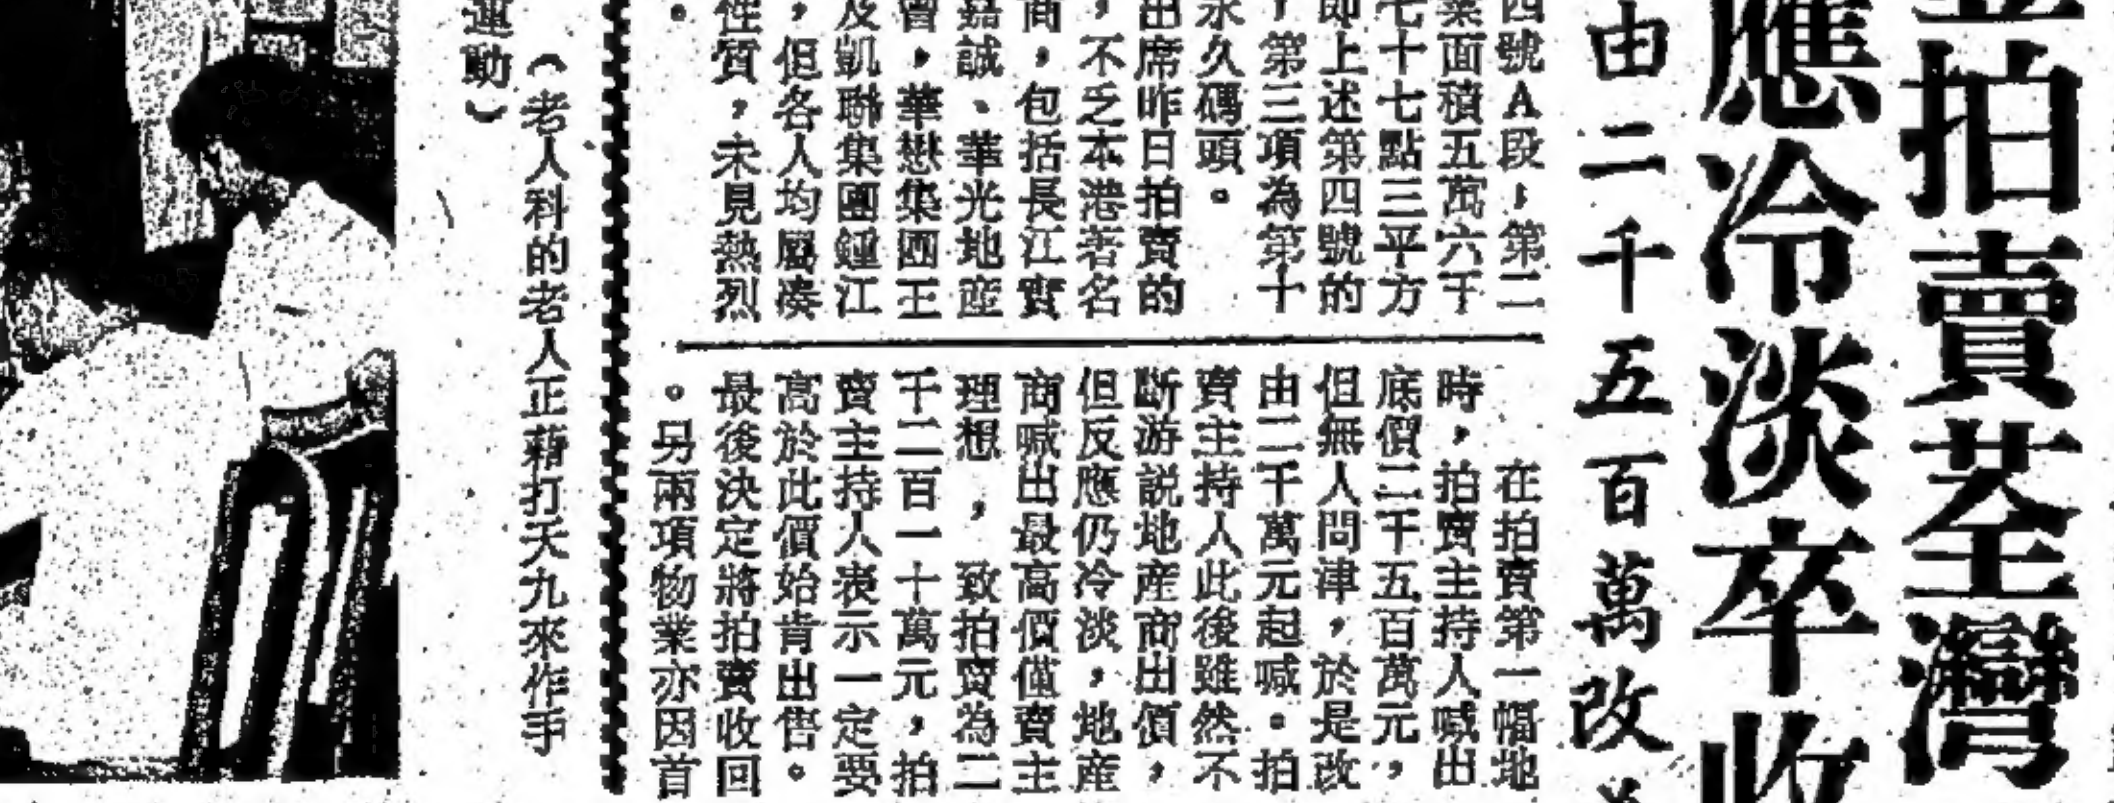 拍賣荃灣
應冷淡卒收
由二千五百萬改
四號A段，第二
業面積五萬六千
七十七點三平方
即上述第四號的
，第三項為第十
永久碼頭。
出席昨日拍賣的
，不乏本港著名
商，包括長江實
嘉誠、華光地產
曾，華懋集團王
及凱聯集團鍾江
，但各人均屬湊
性質，未見熱烈
。
在拍賣第一幅地
時，拍賣主持人喊出
底價二千五百萬元，
但無人問津，於是改
由二千萬元起喊。拍
賣主持人此後雖然不
斷游説地產商出價，
但反應仍冷淡，地產
商喊出最高價僅賣主
理想，致拍賣為二
千二百一十萬元，拍
賣主持人表示一定要
高於此價始肯出售。
最後決定將拍賣收回
。另兩項物業亦因首
（老人科的老人正藉打天九來作手
運動）